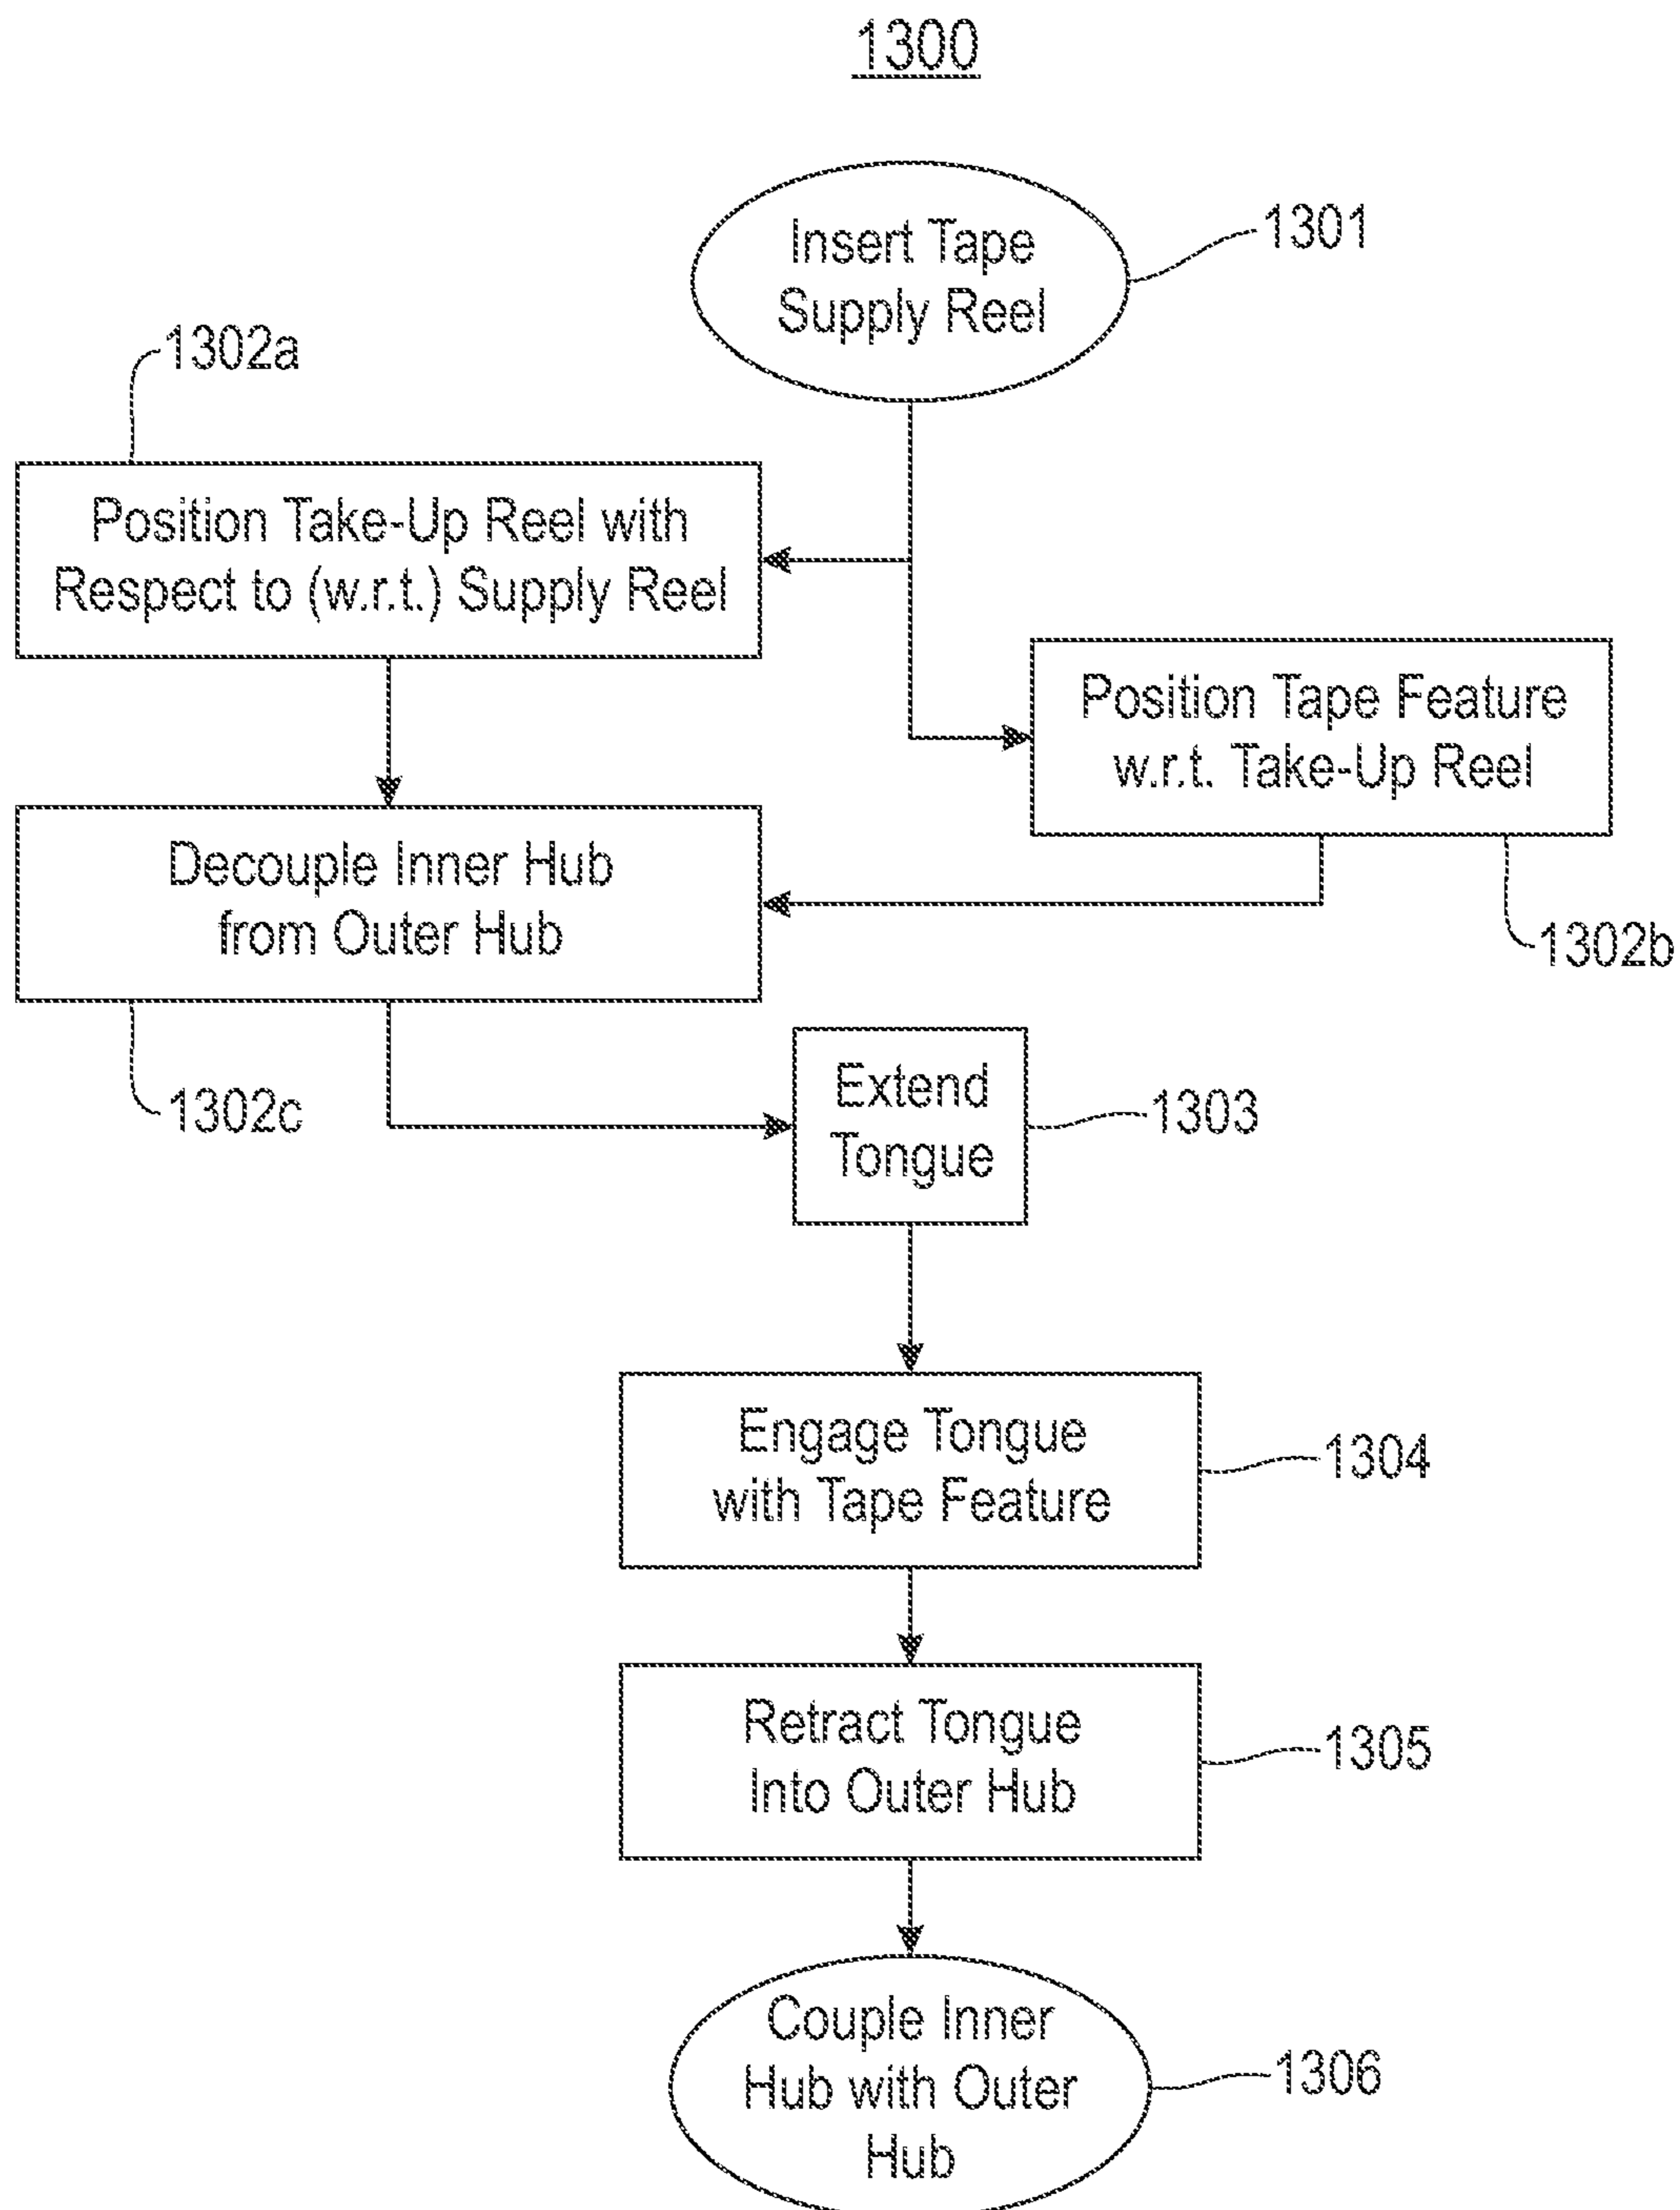 1300
Insert Tape
Supply Reel
1301
1302a
Position Take-Up Reel with
Respect to (w.r.t.) Supply Reel
Position Tape Feature
w.r.t. Take-Up Reel
1302b
Decouple Inner Hub
from Outer Hub
1302c
Extend
Tongue
1303
Engage Tongue
with Tape Feature
1304
Retract Tongue
Into Outer Hub
1305
Couple Inner
Hub with Outer
Hub
1306